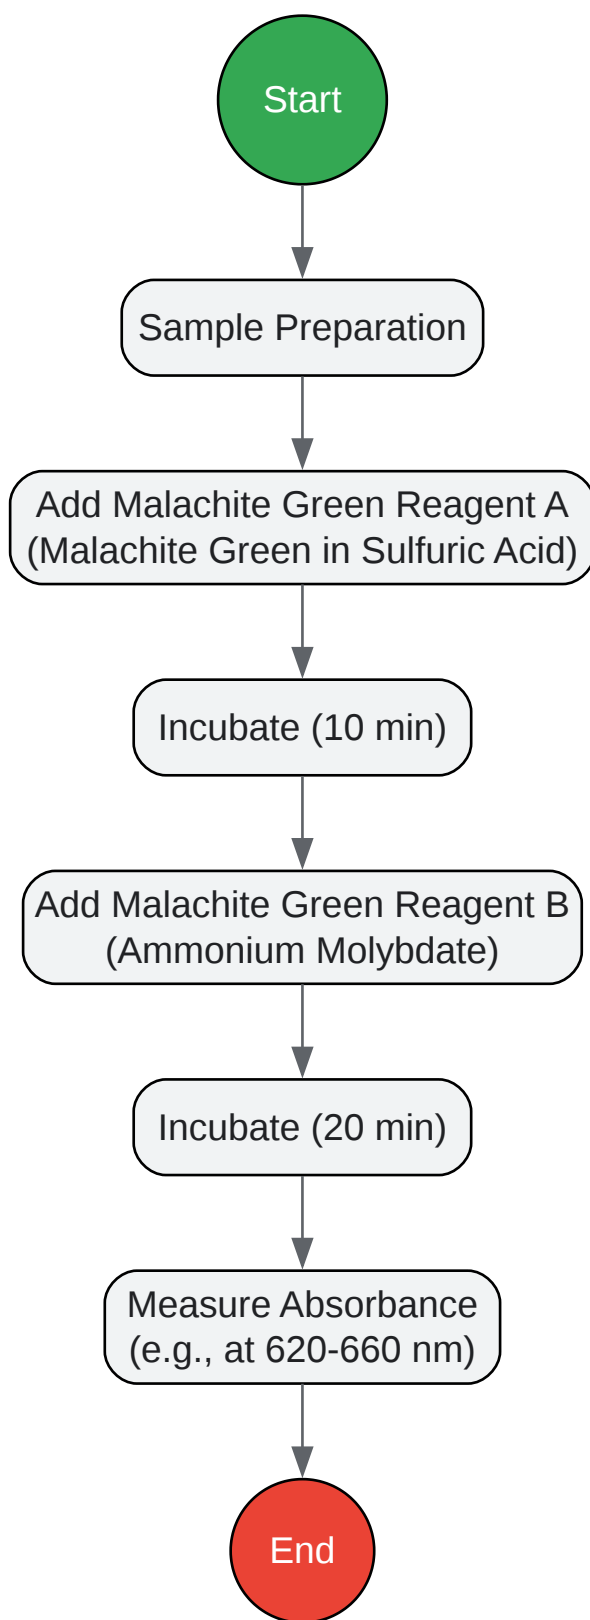 Start
Sample Preparation
Add Malachite Green Reagent A
(Malachite Green in Sulfuric Acid)
Incubate (10 min)
Add Malachite Green Reagent B
(Ammonium Molybdate)
Incubate (20 min)
Measure Absorbance
(e.g., at 620-660 nm)
End